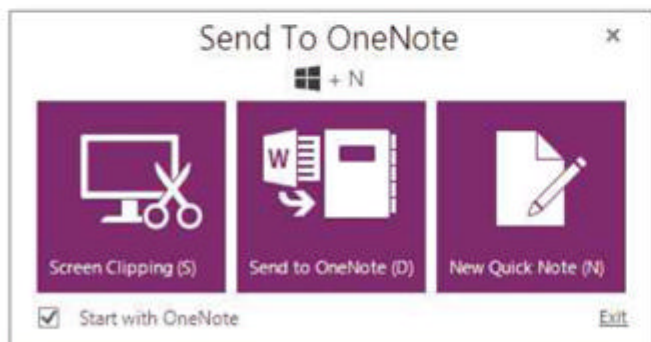 Send To OneNote
+ N
W
Screen Clipping (S)
Send to OneNote (D)
New Quick Note (N)
Start with OneNote
Exit